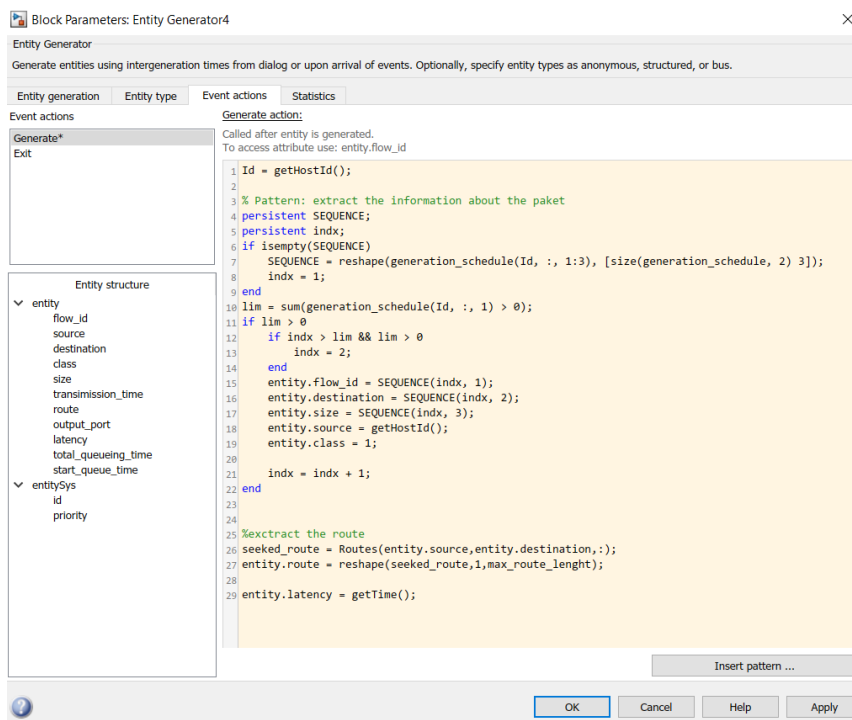 Block Parameters: Entity Generator4
Entity Generator
Generate entities using intergeneration times from dialog or upon arrival of events. Optionally, specify entity types as anonymous, structured, or bus.
Entity generation Entity type Event actions Statistics
Event actions
Generate*
Exit
Entity structure
entity
flow_id
source
destination
class
size
transimission_time
route
output_port
latency
total_queueing_time
start_queue_time
entitySys
id
priority
Generate action:
Called after entity is generated.
To access attribute use: entity.flow_id
1 Id = getHostId();
2
3 % Pattern: extract the information about the paket
4 persistent SEQUENCE;
5 persistent indx;
6 if isempty(SEQUENCE)
7     SEQUENCE = reshape(generation_schedule(Id, :, 1:3), [size(generation_schedule, 2) 3]);
8     indx = 1;
9 end
10 lim = sum(generation_schedule(Id, :, 1) > 0);
11 if lim > 0
12     if indx > lim && lim > 0
13         indx = 2;
14     end
15     entity.flow_id = SEQUENCE(indx, 1);
16     entity.destination = SEQUENCE(indx, 2);
17     entity.size = SEQUENCE(indx, 3);
18     entity.source = getHostId();
19     entity.class = 1;
20
21     indx = indx + 1;
22 end
23
24
25 %exctract the route
26 seeked_route = Routes(entity.source,entity.destination,:);
27 entity.route = reshape(seeked_route,1,max_route_lenght);
28
29 entity.latency = getTime();
Insert pattern ...
OK Cancel Help Apply